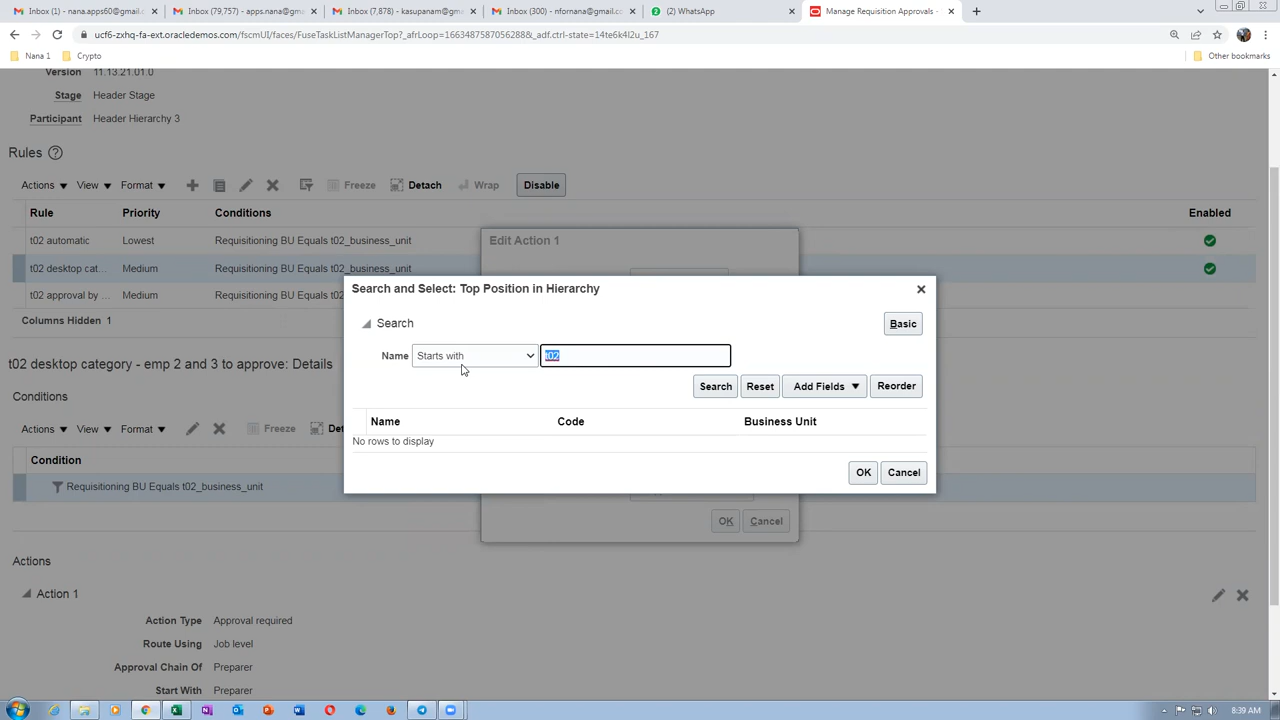 Inbox (1) - nana.apps60@gmail.c
Inbox (79,757) - apps.nana@gma
Inbox (7,878) - kasupanam@gma
Inbox (300) - nfornana@gmail.co
(2) WhatsApp
Manage Requisition Approvals -
ucf6-zxhq-fa-ext.oracledemos.com/fscmUI/faces/FuseTaskListManagerTop?_afrLoop=16634875870562888_adf.ctrl-state=14te6k4l2u_167
Nana 1
Crypto
Other bookmarks
Version 11.13.21.01.0
Stage Header Stage
Participant Header Hierarchy 3
Rules
Actions View Format Freeze Detach Wrap Disable
Rule Priority Conditions Enabled
t02 automatic Lowest Requisitioning BU Equals t02_business_unit
t02 desktop cat... Medium Requisitioning BU Equals t02_business_unit
t02 approval by ... Medium Requisitioning BU Equals t0
Columns Hidden 1
Edit Action 1
Search and Select: Top Position in Hierarchy
Search
Basic
Name Starts with t02
Search Reset Add Fields Reorder
Name Code Business Unit
No rows to display
OK Cancel
OK Cancel
t02 desktop category - emp 2 and 3 to approve: Details
Conditions
Actions View Format Freeze Det
Condition
Requisitioning BU Equals t02_business_unit
Actions
Action 1
Action Type Approval required
Route Using Job level
Approval Chain Of Preparer
Start With Preparer
8:39 AM